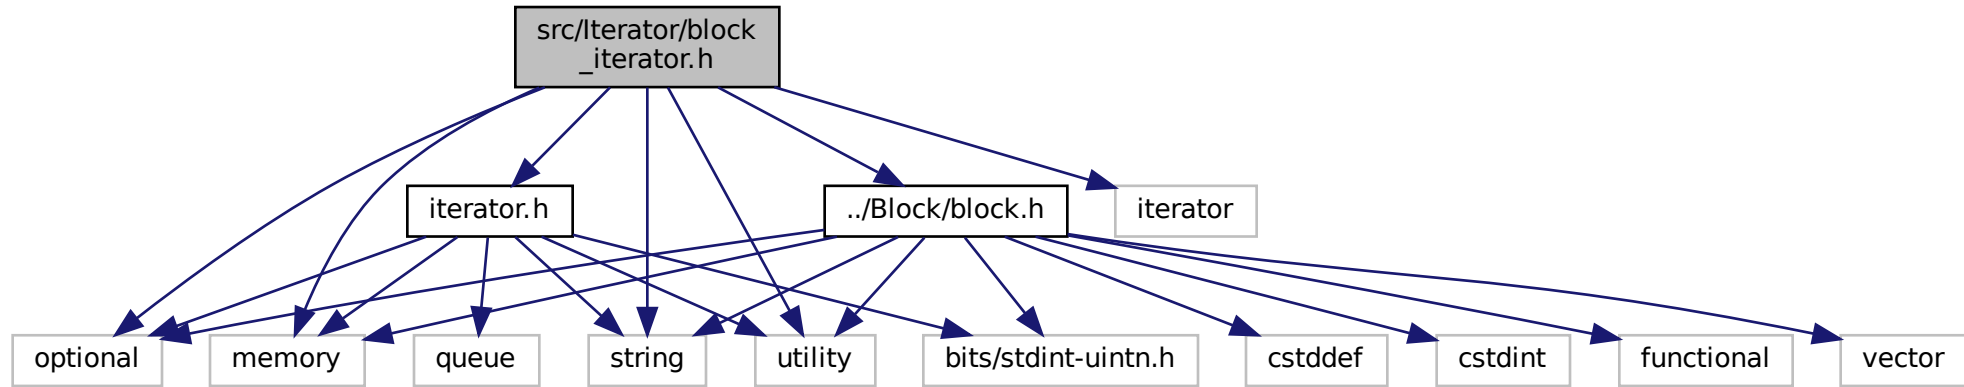 src/Iterator/block
_iterator.h
iterator.h
../Block/block.h
iterator
optional
memory
queue
string
utility
bits/stdint-uintn.h
cstddef
cstdint
functional
vector